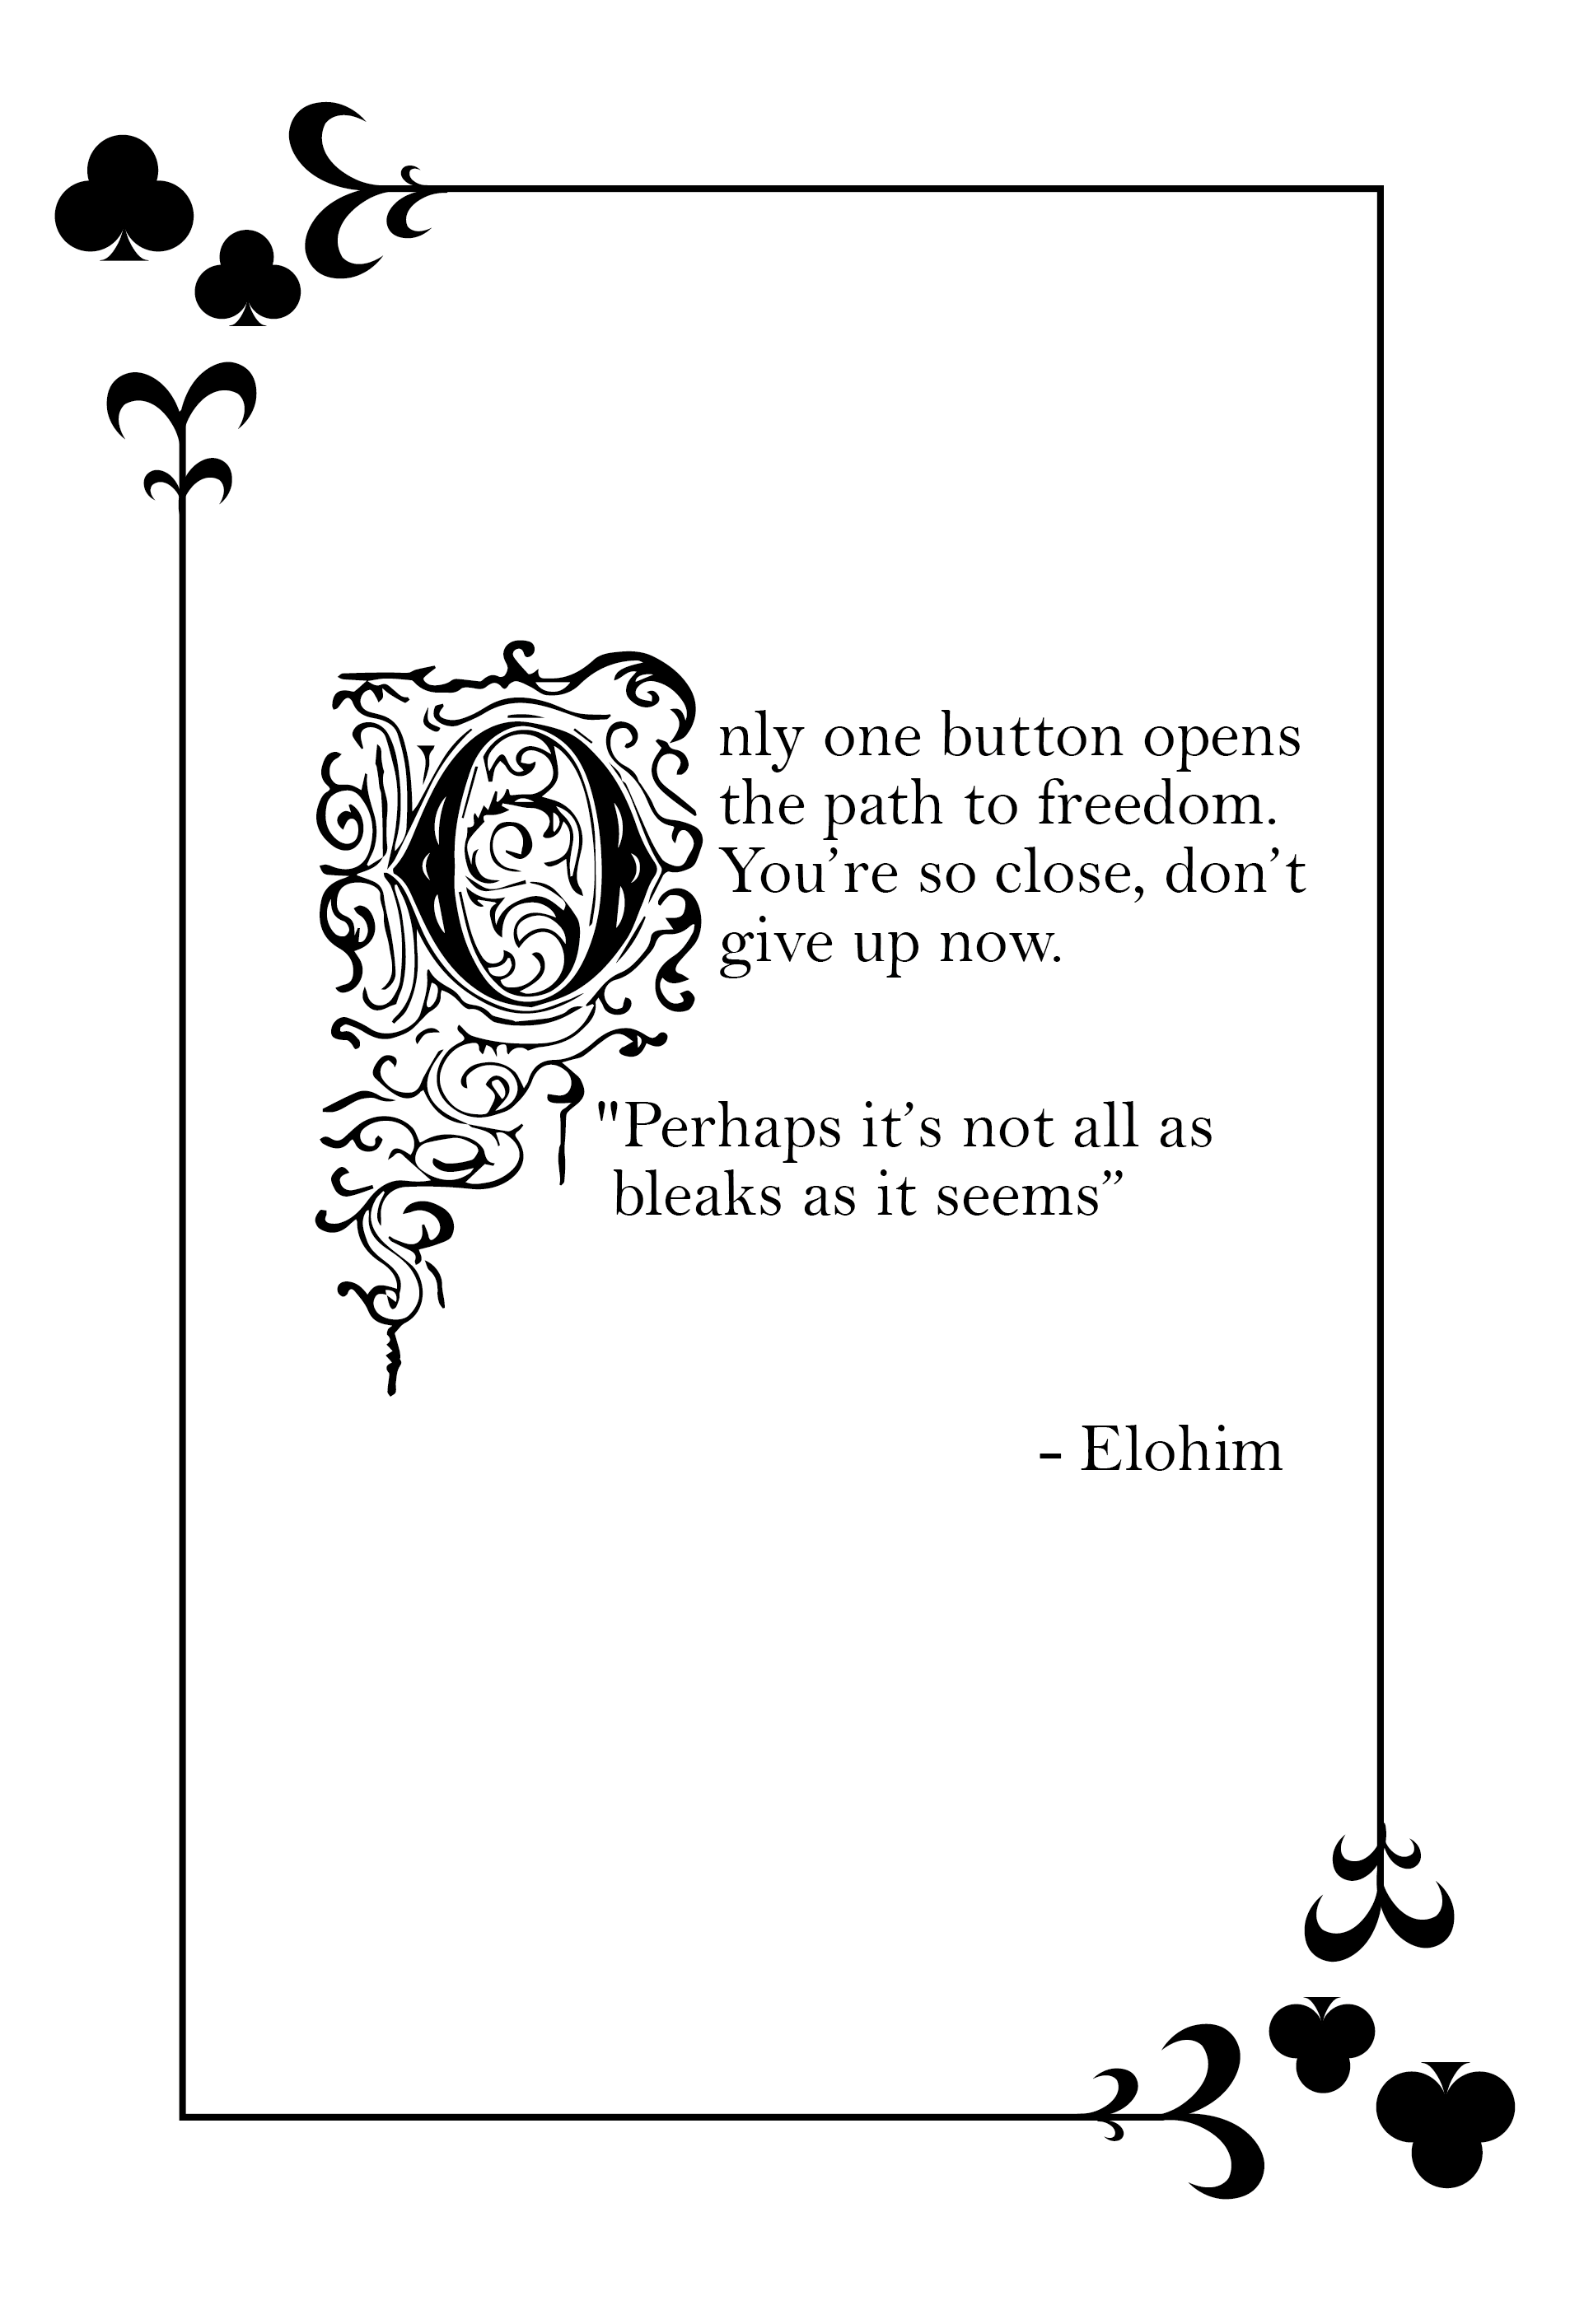 Only one button opens
the path to freedom.
You’re so close, don’t
give up now.
"Perhaps it’s not all as
bleaks as it seems”
- Elohim